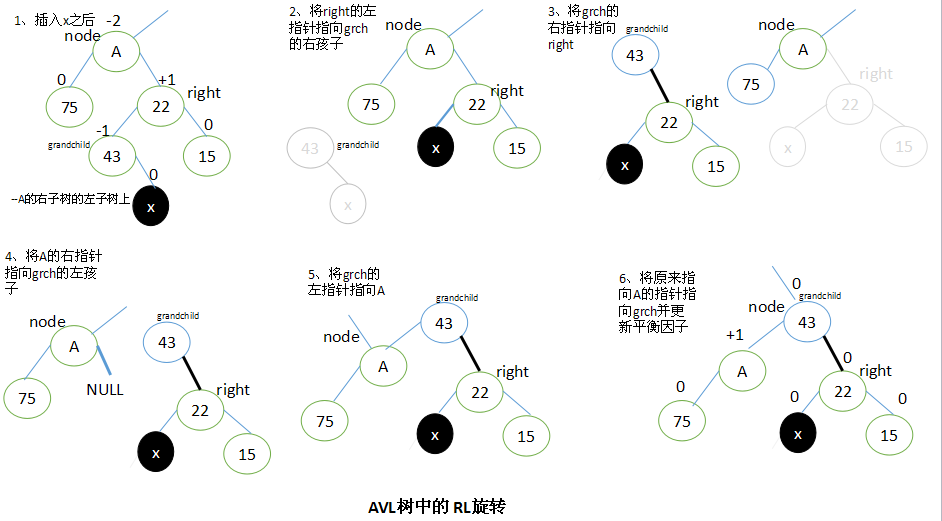 1、插入x之后
-2
node
A
0
+1
75
right
22
-1
0
grandchild
43
15
0
--A的右子树的左子树上
x
2、将right的左
指针指向grch
的右孩子
node
A
75
right
22
43
grandchild
x
15
x
3、将grch的
右指针指向
right
grandchild
43
right
22
x
15
node
A
75
right
22
x
15
4、将A的右指针
指向grch的左孩
子
node
A
75
NULL
grandchild
43
right
22
x
15
5、将grch的
左指针指向A
grandchild
43
node
A
right
22
75
x
15
6、将原来指
向A的指针指
向grch并更
新平衡因子
0
grandchild
node
43
+1
A
0
right
22
0
75
0
0
x
15
AVL树中的 RL旋转